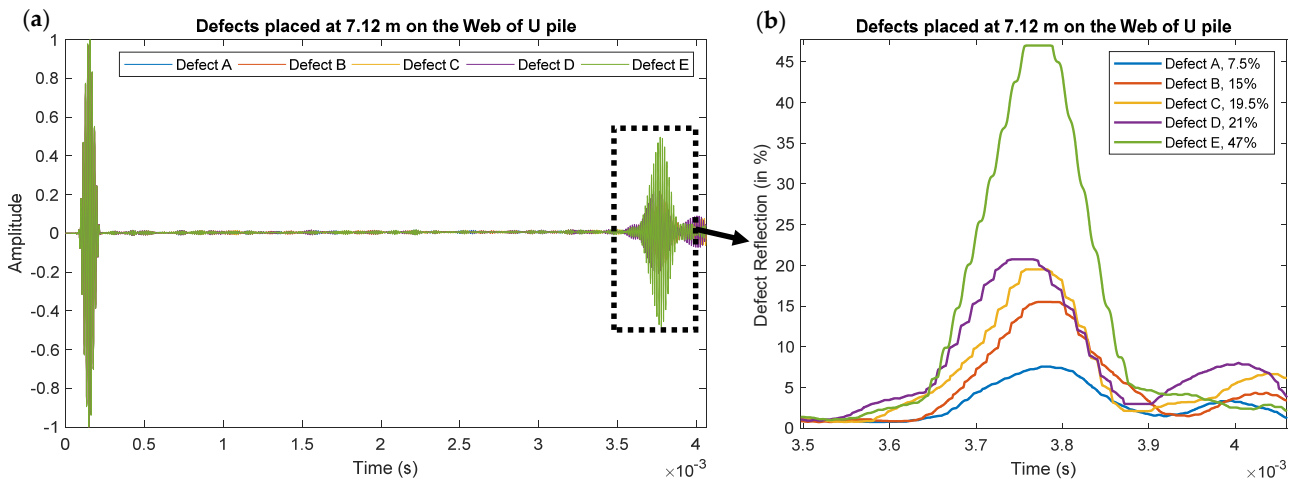 (a)
Defects placed at 7.12 m on the Web of U pile
Defect A Defect B Defect C Defect D Defect E
Amplitude
1
0.8
0.6
0.4
0.2
0
-0.2
-0.4
-0.6
-0.8
-1
0 0.5 1 1.5 2 2.5 3 3.5 4
Time (s)
×10⁻³
(b)
Defects placed at 7.12 m on the Web of U pile
Defect A, 7.5%
Defect B, 15%
Defect C, 19.5%
Defect D, 21%
Defect E, 47%
Defect Reflection (in %)
45
40
35
30
25
20
15
10
5
0
3.5 3.6 3.7 3.8 3.9 4
Time (s)
×10⁻³